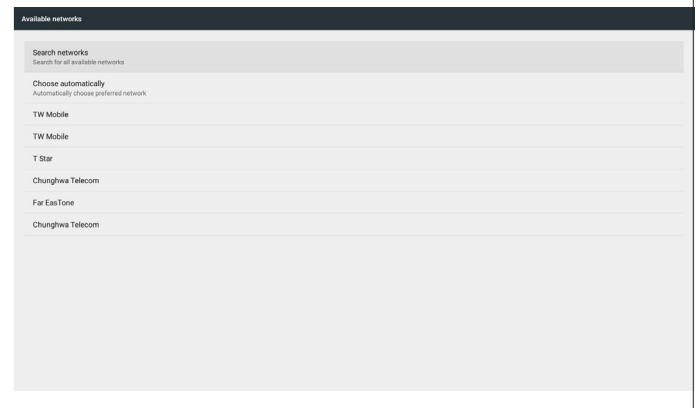 Available networks
Search networks
Search for all available networks
Choose automatically
Automatically choose preferred network
TW Mobile
TW Mobile
T Star
Chunghwa Telecom
Far EasTone
Chunghwa Telecom